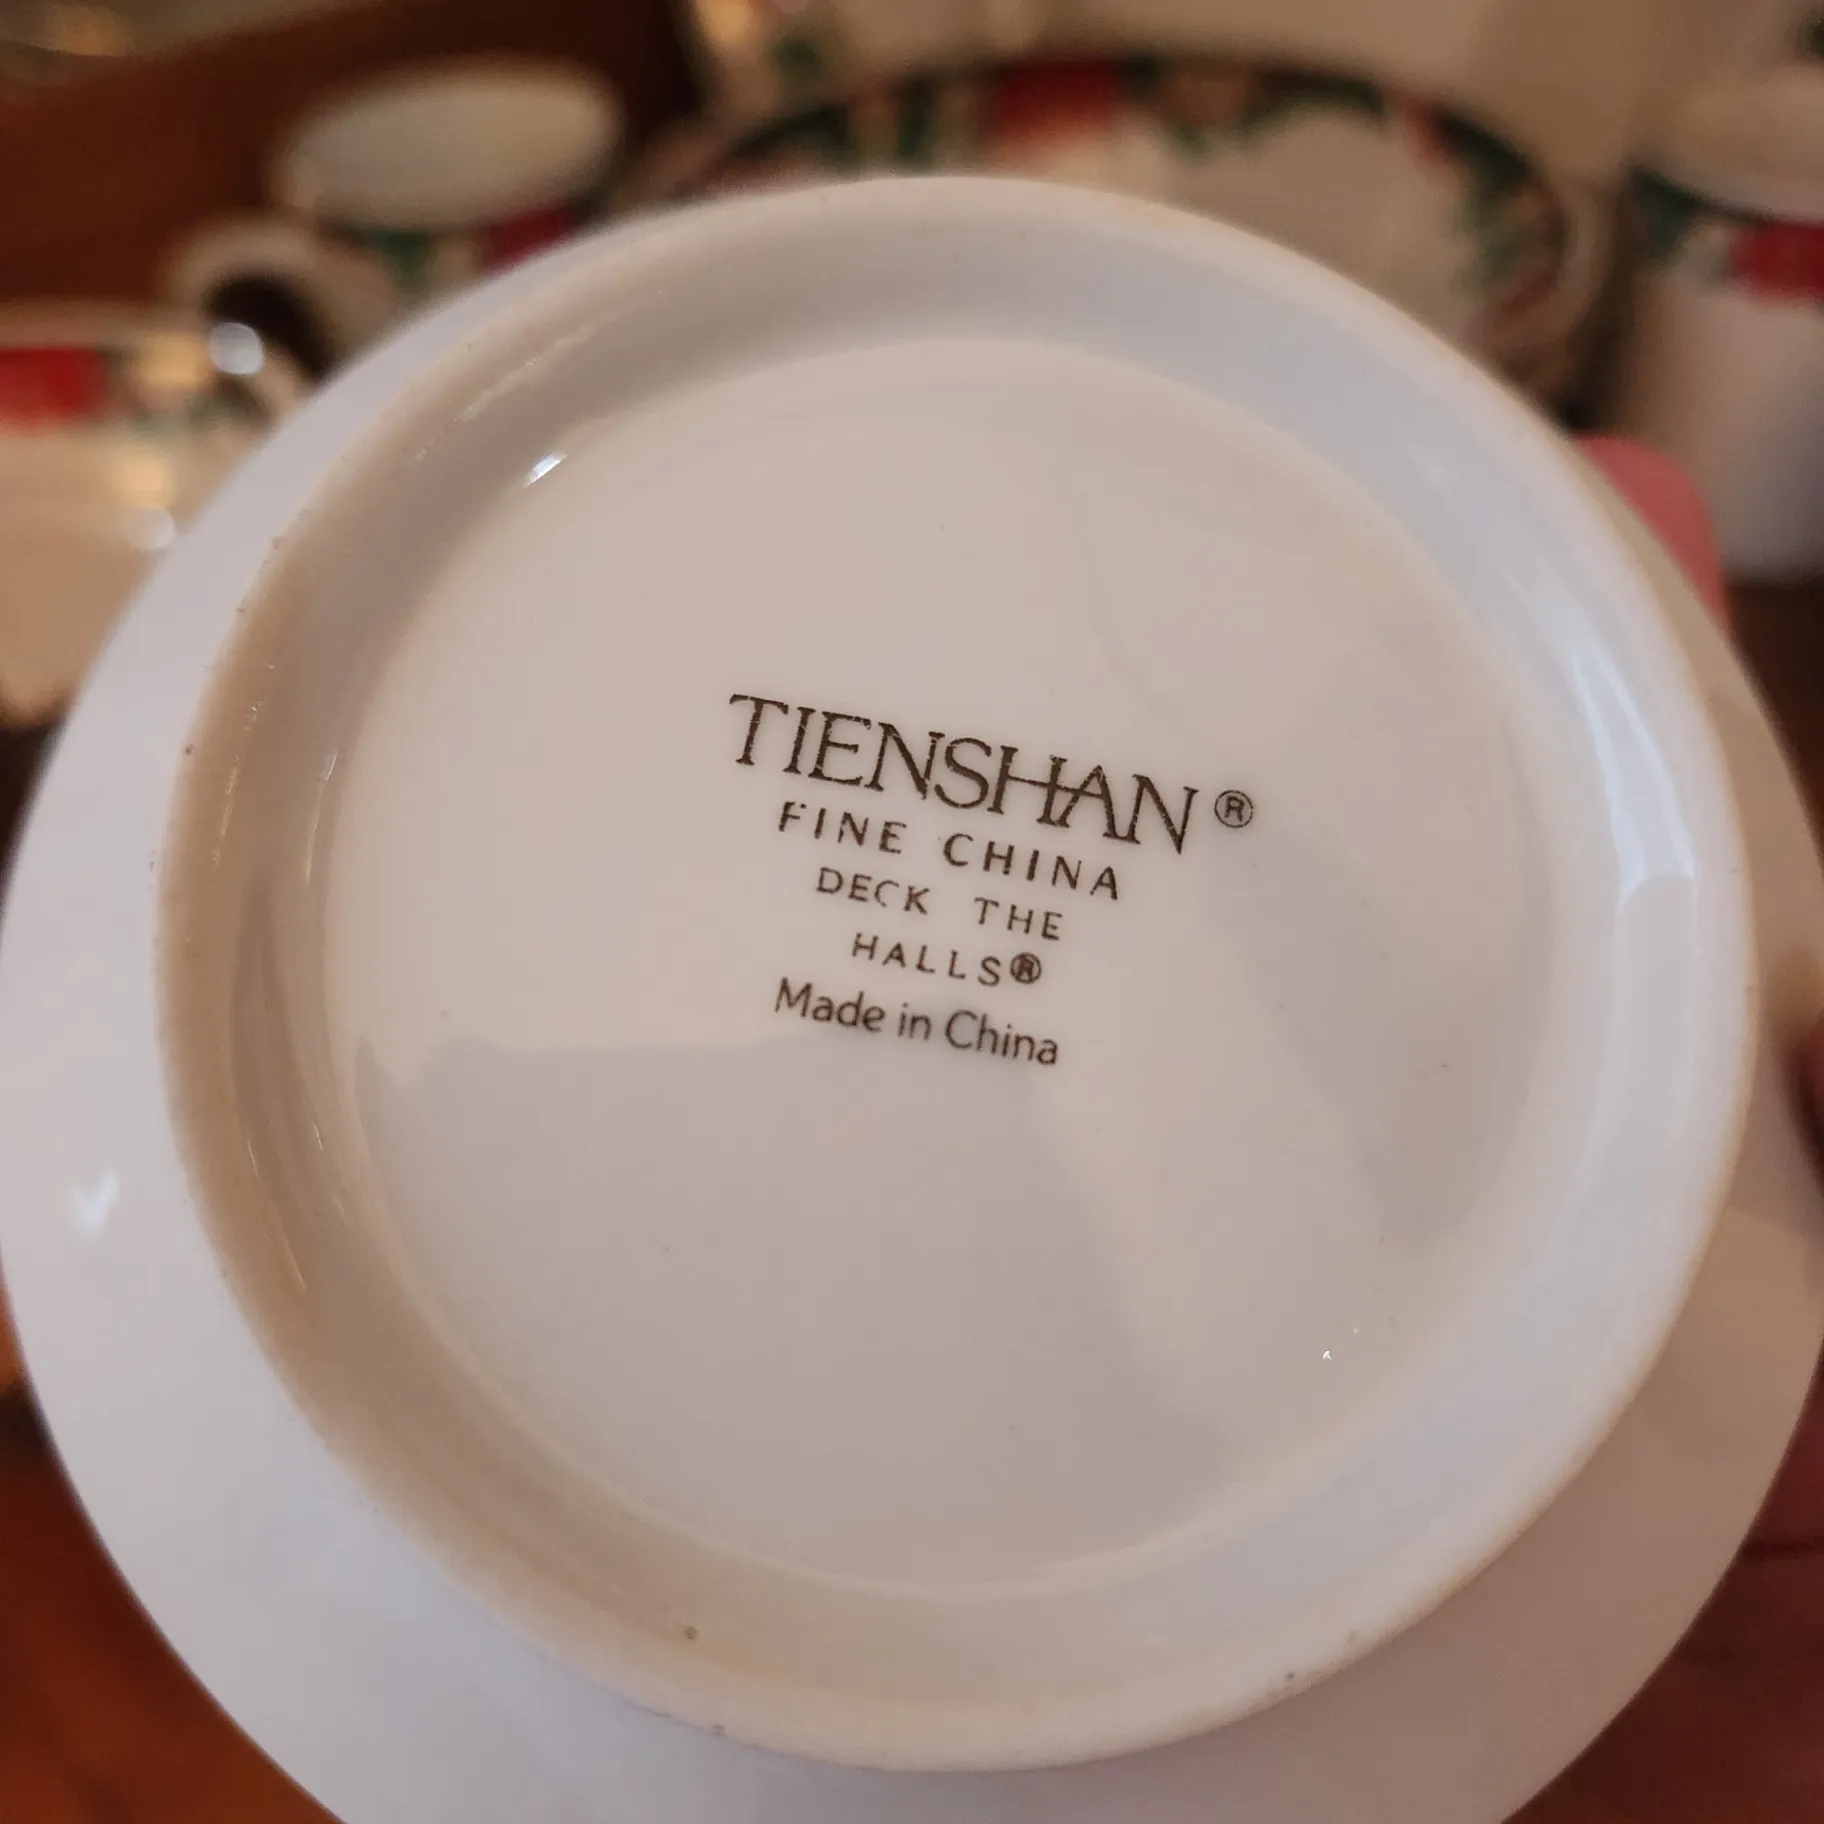 TIENSHAN®
FINE CHINA
DECK THE
HALLS®
Made in China